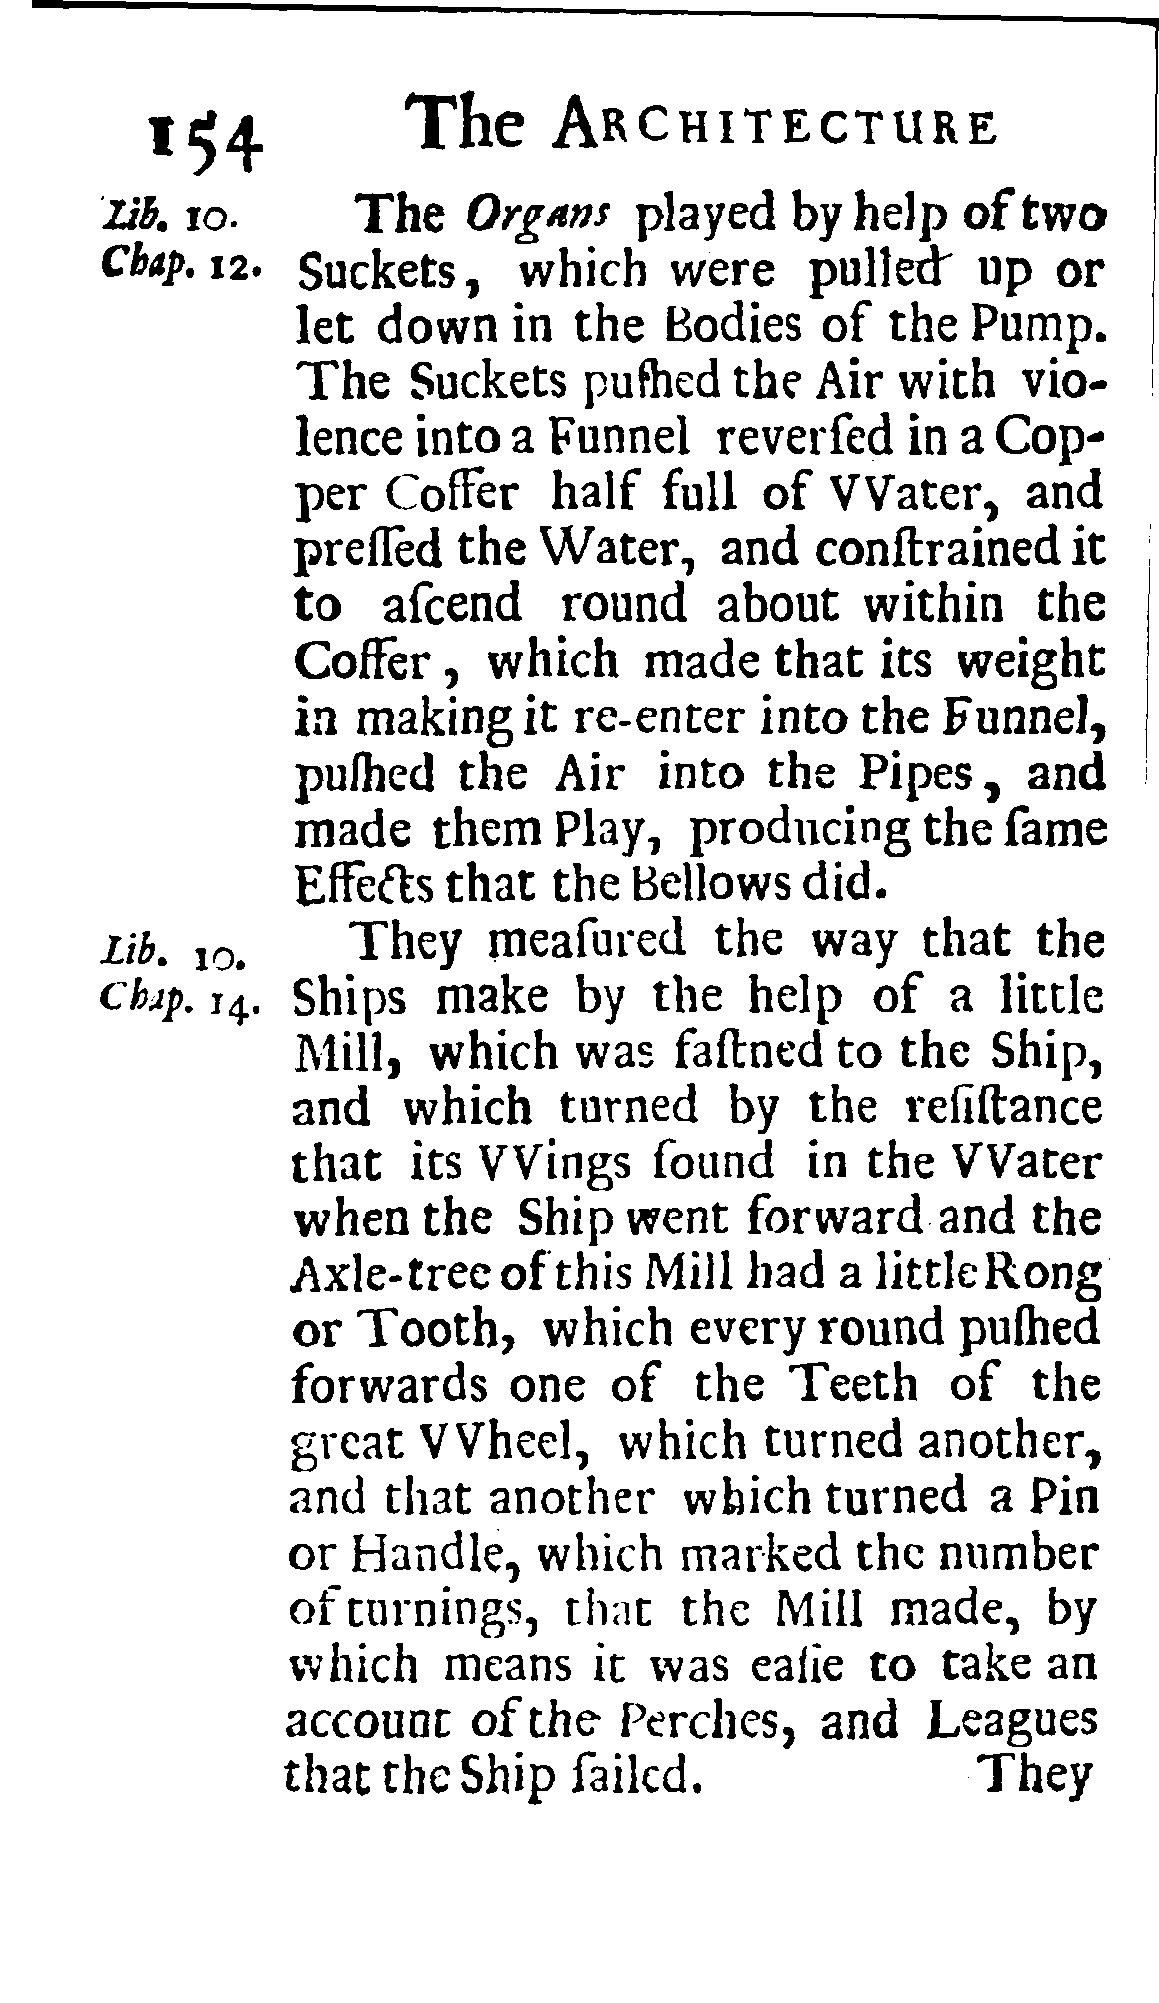 154 The ARCHITECTURE
Lib. 10.
Chap. 12.
The Organs played by help of two
Suckets, which were pulled up or
let down in the Bodies of the Pump.
The Suckets puſhed the Air with vio-
lence into a Funnel reverſed in a Cop-
per Coffer half full of VVater, and
preſſed the Water, and conſtrained it
to aſcend round about within the
Coffer, which made that its weight
in making it re-enter into the Funnel,
puſhed the Air into the Pipes, and
made them Play, producing the ſame
Effects that the Bellows did.
Lib. 10.
Chap. 14.
They meaſured the way that the
Ships make by the help of a little
Mill, which was faſtned to the Ship,
and which turned by the reſiſtance
that its VVings found in the VVater
when the Ship went forward and the
Axle-tree of this Mill had a little Rong
or Tooth, which every round puſhed
forwards one of the Teeth of the
great VVheel, which turned another,
and that another which turned a Pin
or Handle, which marked the number
of turnings, that the Mill made, by
which means it was eaſie to take an
account of the Perches, and Leagues
that the Ship ſailed. They